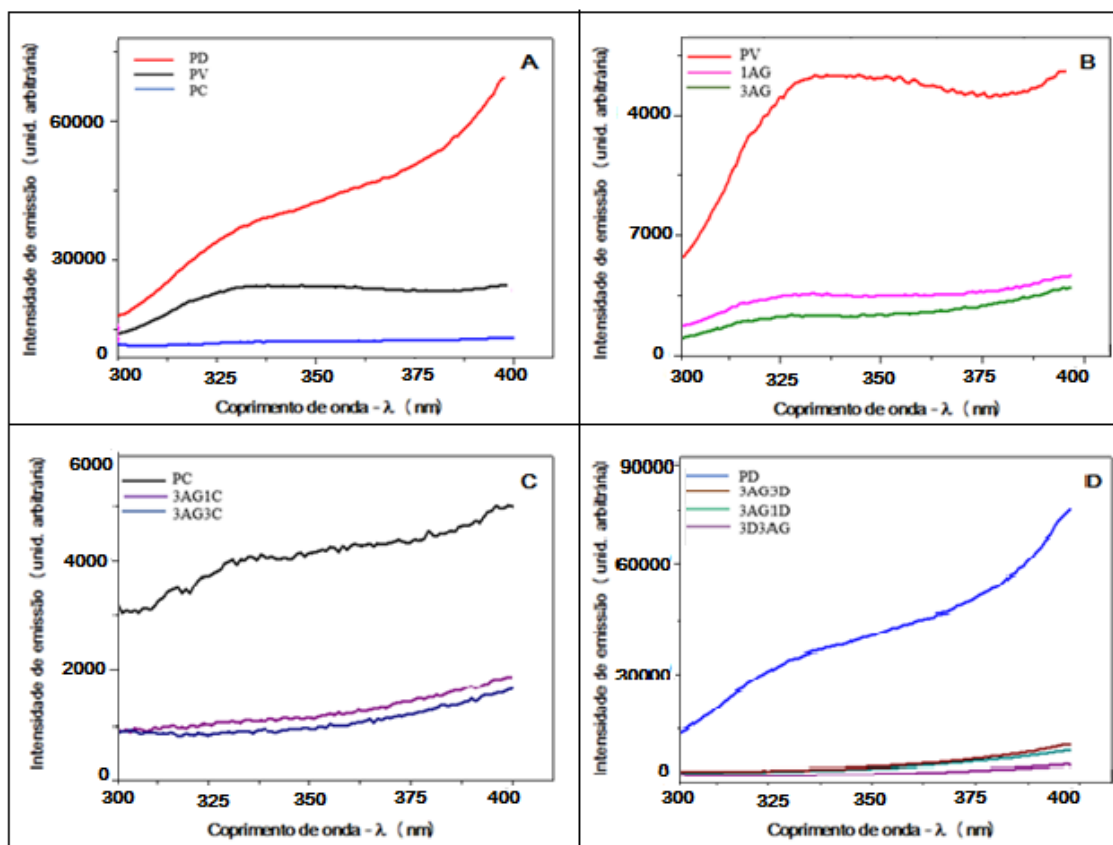 A
PD
PV
PC
Intensidade de emissão (unid. arbitrária)
60000
30000
0
300 325 350 375 400
Coprimento de onda - λ (nm)
B
PV
1AG
3AG
Intensidade de emissão (unid. arbitrária)
4000
7000
0
300 325 350 375 400
Coprimento de onda - λ (nm)
C
PC
3AG1C
3AG3C
Intensidade de emissão (unid. arbitrária)
6000
4000
2000
0
300 325 350 375 400
Coprimento de onda - λ (nm)
D
PD
3AG3D
3AG1D
3D3AG
Intensidade de emissão (unid. arbitrária)
90000
60000
30000
0
300 325 350 375 400
Coprimento de onda - λ (nm)